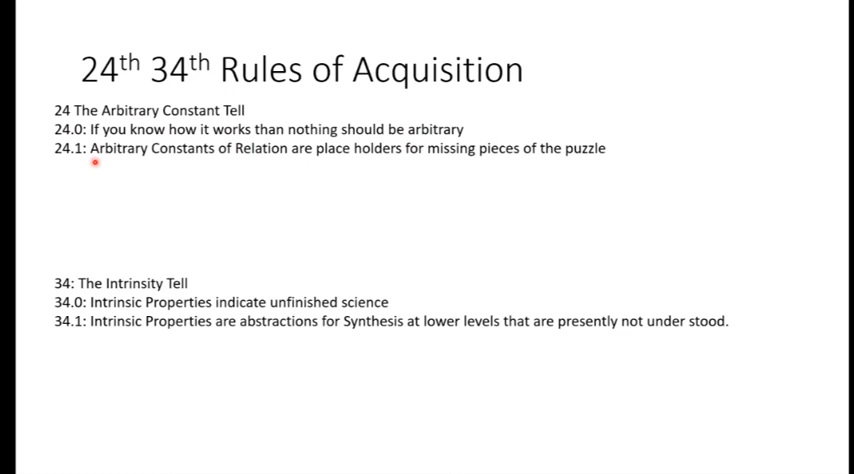 24th 34th Rules of Acquisition
24 The Arbitrary Constant Tell
24.0: If you know how it works than nothing should be arbitrary
24.1: Arbitrary Constants of Relation are place holders for missing pieces of the puzzle
34: The Intrinsity Tell
34.0: Intrinsic Properties indicate unfinished science
34.1: Intrinsic Properties are abstractions for Synthesis at lower levels that are presently not under stood.